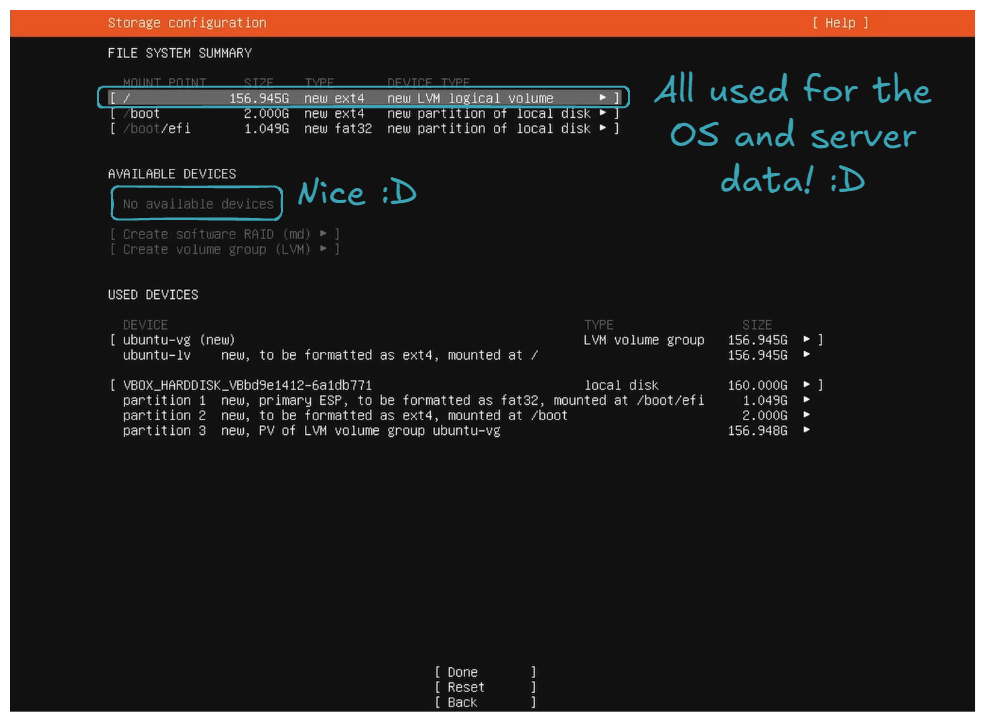 Storage configuration [ Help ]
FILE SYSTEM SUMMARY
MOUNT POINT SIZE TYPE DEVICE TYPE
[ / 156.945G new ext4 new LVM logical volume ▸ ]
[ /boot 2.000G new ext4 new partition of local disk ▸ ]
[ /boot/efi 1.049G new fat32 new partition of local disk ▸ ]
All used for the
OS and server
data! :D
AVAILABLE DEVICES
No available devices
Nice :D
[ Create software RAID (md) ▸ ]
[ Create volume group (LVM) ▸ ]
USED DEVICES
DEVICE TYPE SIZE
[ ubuntu-vg (new) LVM volume group 156.945G ▸ ]
ubuntu-lv new, to be formatted as ext4, mounted at / 156.945G ▸
[ VBOX_HARDDISK_VBbd9e1412-6a1db771 local disk 160.000G ▸ ]
partition 1 new, primary ESP, to be formatted as fat32, mounted at /boot/efi 1.049G ▸
partition 2 new, to be formatted as ext4, mounted at /boot 2.000G ▸
partition 3 new, PV of LVM volume group ubuntu-vg 156.948G ▸
[ Done ]
[ Reset ]
[ Back ]